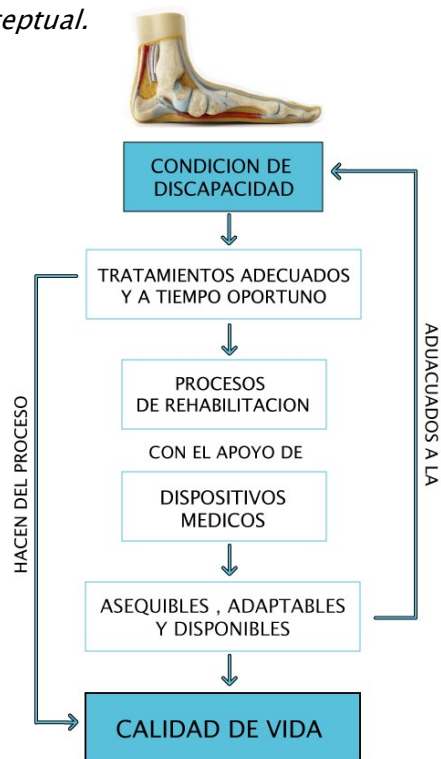 eptual.
CONDICION DE
DISCAPACIDAD
TRATAMIENTOS ADECUADOS
Y A TIEMPO OPORTUNO
PROCESOS
DE REHABILITACION
CON EL APOYO DE
DISPOSITIVOS
MEDICOS
ASEQUIBLES , ADAPTABLES
Y DISPONIBLES
CALIDAD DE VIDA
HACEN DEL PROCESO
ADUACUADOS A LA